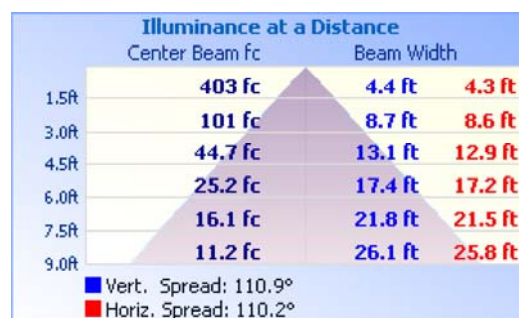 Illuminance at a Distance
Center Beam fc Beam Width
1.5ft 403 fc 4.4 ft 4.3 ft
3.0ft 101 fc 8.7 ft 8.6 ft
4.5ft 44.7 fc 13.1 ft 12.9 ft
6.0ft 25.2 fc 17.4 ft 17.2 ft
7.5ft 16.1 fc 21.8 ft 21.5 ft
9.0ft 11.2 fc 26.1 ft 25.8 ft
Vert. Spread: 110.9°
Horiz. Spread: 110.2°